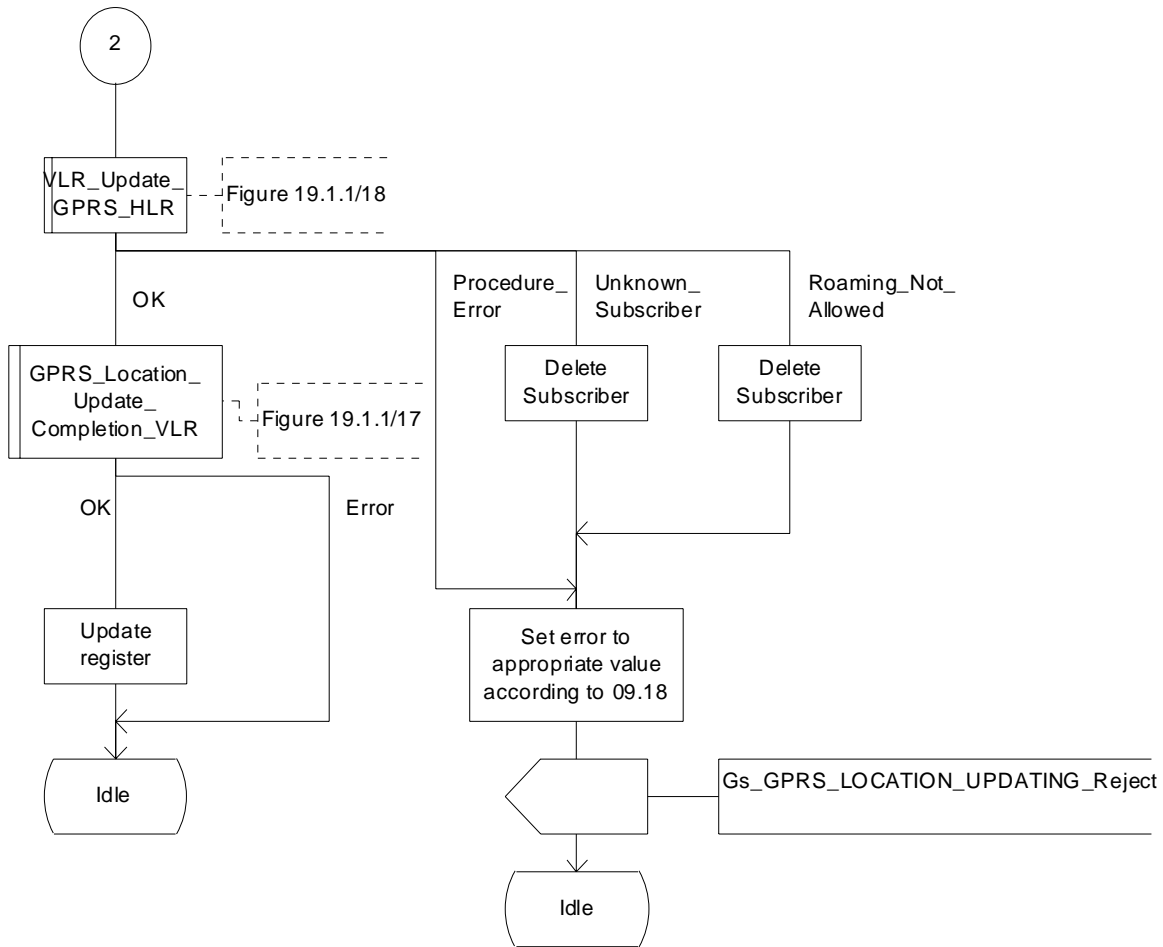 2
VLR_Update_
GPRS_HLR
Figure 19.1.1/18
OK
Procedure_
Error
Unknown_
Subscriber
Roaming_Not_
Allowed
GPRS_Location_
Update_
Completion_VLR
Figure 19.1.1/17
Delete
Subscriber
Delete
Subscriber
OK
Error
Update
register
Set error to
appropriate value
according to 09.18
Idle
Gs_GPRS_LOCATION_UPDATING_Reject
Idle